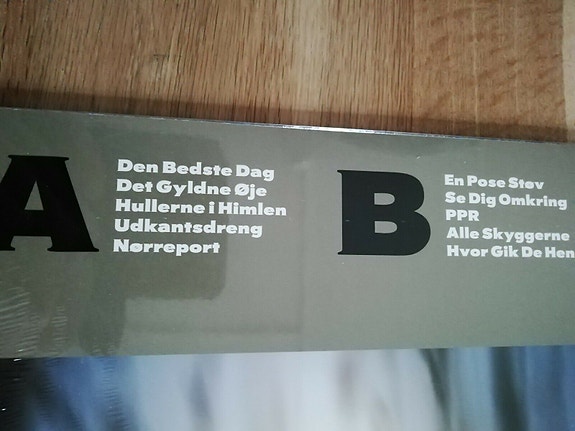 A
Den Bedste Dag
Det Gyldne Øje
Hullerne i Himlen
Udkantsdreng
Nørreport
B
En Pose Støv
Se Dig Omkring
PPR
Alle Skyggerne
Hvor Gik De Hen